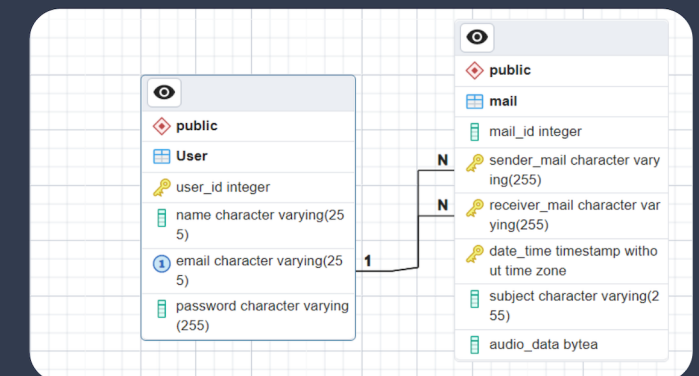 public
User
user_id integer
name character varying(25
5)
1 email character varying(25
5)
password character varying
(255)
1
N
N
public
mail
mail_id integer
sender_mail character vary
ing(255)
receiver_mail character var
ying(255)
date_time timestamp witho
ut time zone
subject character varying(2
55)
audio_data bytea